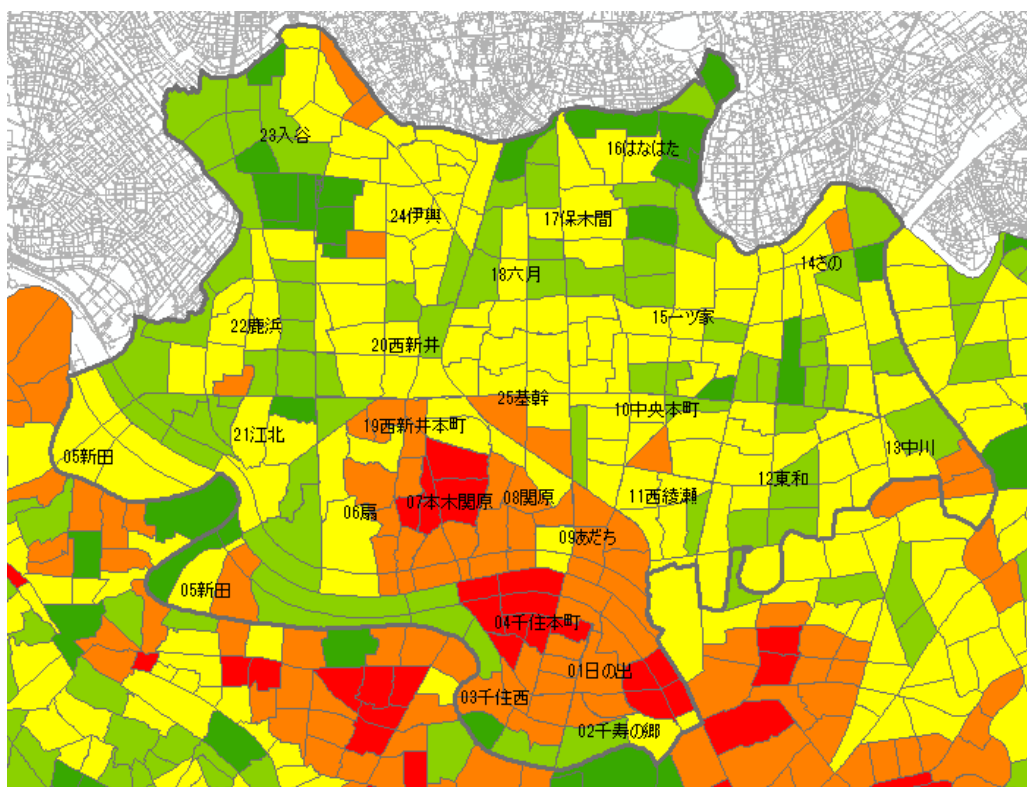 23入谷
16はなはた
24伊興
17保木間
18六月
14さの
22鹿浜
20西新井
15一ツ家
25基幹
10中央本町
19西新井本町
21江北
13中川
05新田
12東和
06扇
07本木関原
08関原
11西綾瀬
09あだち
05新田
04千住本町
01日の出
03千住西
02千寿の郷